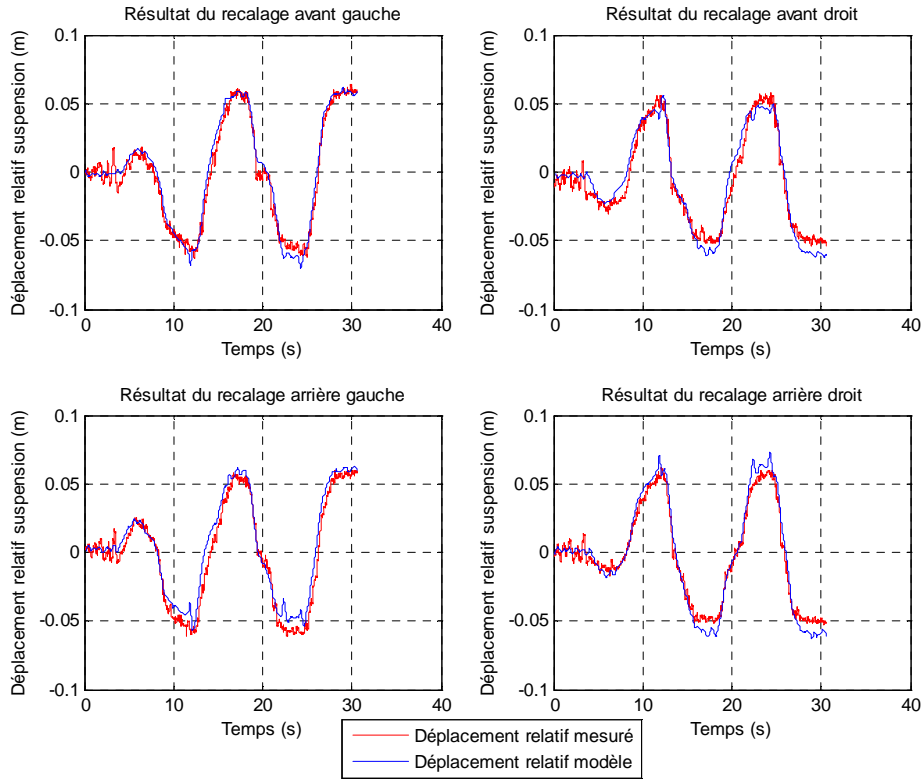 Résultat du recalage avant gauche
Déplacement relatif suspension (m)
0.1
0.05
0
-0.05
-0.1
0 10 20 30 40
Temps (s)
Résultat du recalage avant droit
Déplacement relatif suspension (m)
0.1
0.05
0
-0.05
-0.1
0 10 20 30 40
Temps (s)
Résultat du recalage arrière gauche
Déplacement relatif suspension (m)
0.1
0.05
0
-0.05
-0.1
0 10 20 30 40
Temps (s)
Résultat du recalage arrière droit
Déplacement relatif suspension (m)
0.1
0.05
0
-0.05
-0.1
0 10 20 30 40
Temps (s)
Déplacement relatif mesuré
Déplacement relatif modèle